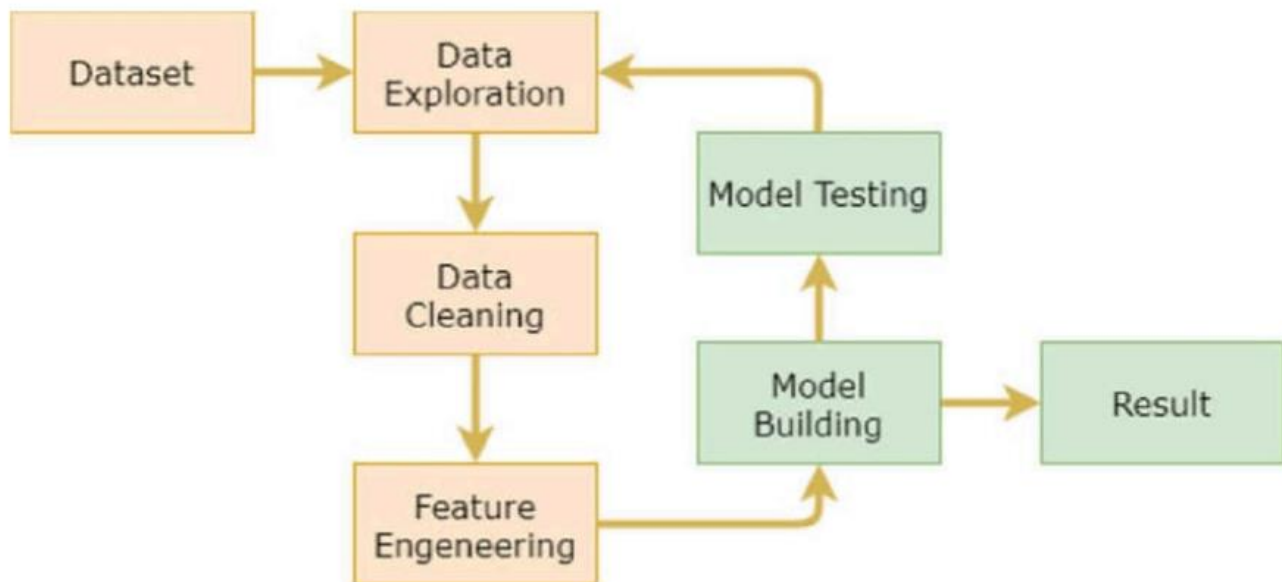 Dataset
Data
Exploration
Model Testing
Data
Cleaning
Model
Building
Result
Feature
Engeneering